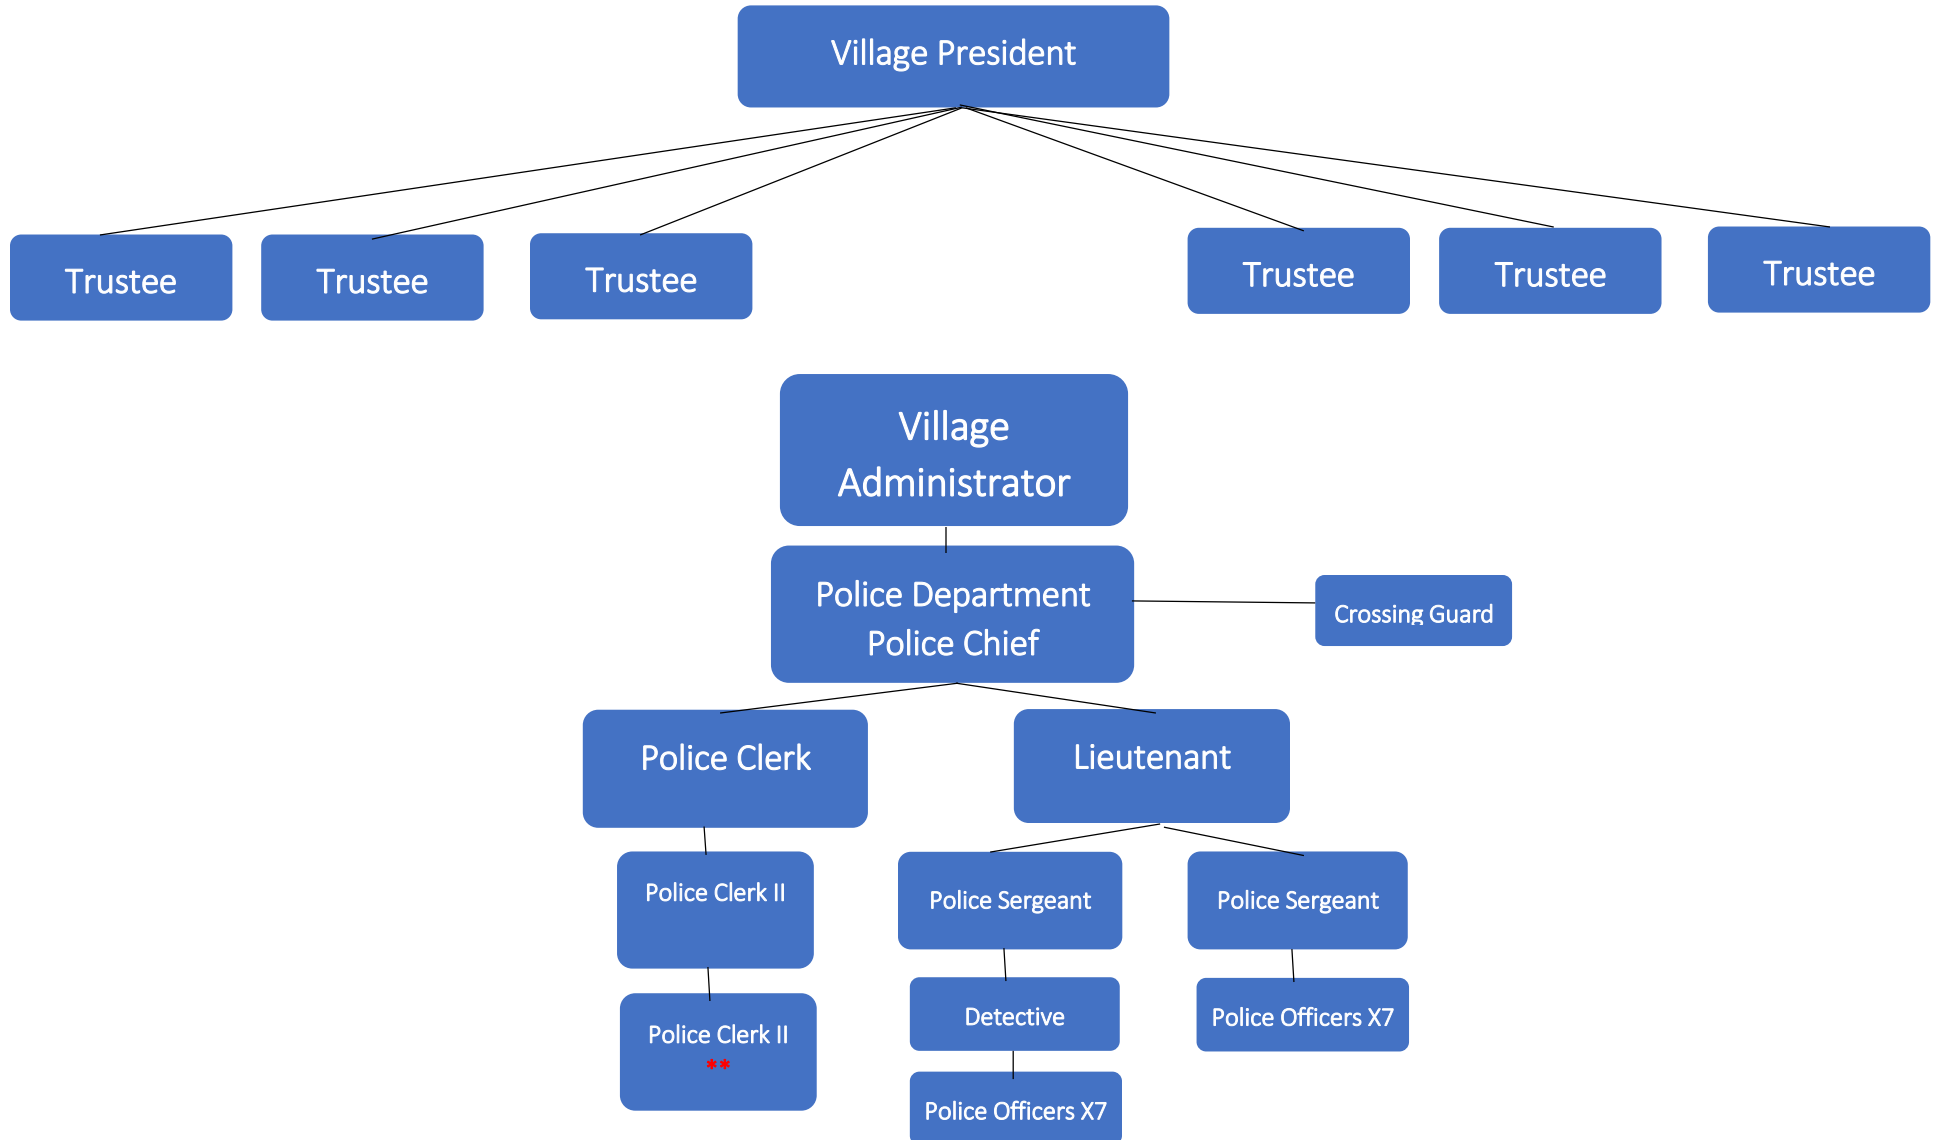 Village President
Trustee
Trustee
Trustee
Trustee
Trustee
Trustee
Village
Administrator
Police Department
Police Chief
Crossing Guard
Police Clerk
Lieutenant
Police Clerk II
Police Sergeant
Police Sergeant
Detective
Police Officers X7
Police Clerk II
**
Police Officers X7